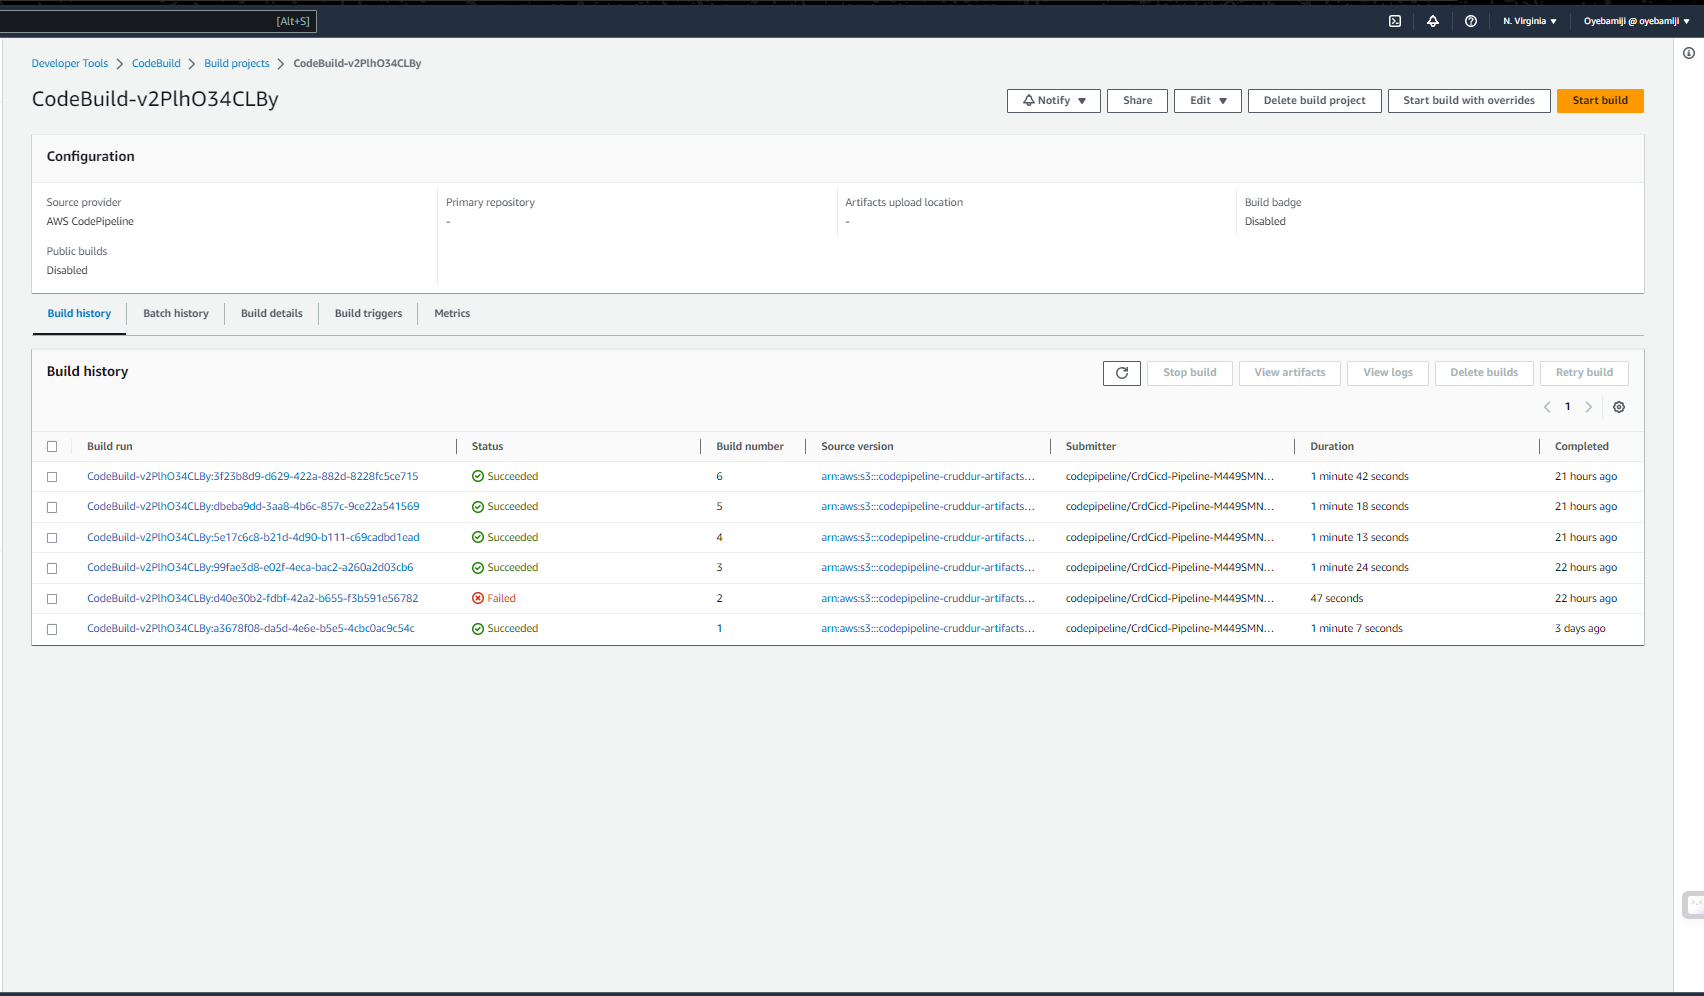 [Alt+S]
N. Virginia
Oyebamiji @ oyebamiji
Developer Tools
CodeBuild
Build projects
CodeBuild-v2PlhO34CLBy
CodeBuild-v2PlhO34CLBy
Notify
Share
Edit
Delete build project
Start build with overrides
Start build
Configuration
Source provider
AWS CodePipeline
Primary repository
-
Artifacts upload location
-
Build badge
Disabled
Public builds
Disabled
Build history
Batch history
Build details
Build triggers
Metrics
Build history
Stop build
View artifacts
View logs
Delete builds
Retry build
1
Build run Status Build number Source version Submitter Duration Completed
CodeBuild-v2PlhO34CLBy:3f23b8d9-d629-422a-882d-8228fc5ce715 Succeeded 6 arn:aws:s3:::codepipeline-cruddur-artifacts... codepipeline/CrdCicd-Pipeline-M449SMN... 1 minute 42 seconds 21 hours ago
CodeBuild-v2PlhO34CLBy:dbeba9dd-3aa8-4b6c-857c-9ce22a541569 Succeeded 5 arn:aws:s3:::codepipeline-cruddur-artifacts... codepipeline/CrdCicd-Pipeline-M449SMN... 1 minute 18 seconds 21 hours ago
CodeBuild-v2PlhO34CLBy:5e17c6c8-b21d-4d90-b111-c69cadbd1ead Succeeded 4 arn:aws:s3:::codepipeline-cruddur-artifacts... codepipeline/CrdCicd-Pipeline-M449SMN... 1 minute 13 seconds 21 hours ago
CodeBuild-v2PlhO34CLBy:99fae3d8-e02f-4eca-bac2-a260a2d03cb6 Succeeded 3 arn:aws:s3:::codepipeline-cruddur-artifacts... codepipeline/CrdCicd-Pipeline-M449SMN... 1 minute 24 seconds 22 hours ago
CodeBuild-v2PlhO34CLBy:d40e30b2-fdbf-42a2-b655-f3b591e56782 Failed 2 arn:aws:s3:::codepipeline-cruddur-artifacts... codepipeline/CrdCicd-Pipeline-M449SMN... 47 seconds 22 hours ago
CodeBuild-v2PlhO34CLBy:a3678f08-da5d-4e6e-b5e5-4cbc0ac9c54c Succeeded 1 arn:aws:s3:::codepipeline-cruddur-artifacts... codepipeline/CrdCicd-Pipeline-M449SMN... 1 minute 7 seconds 3 days ago